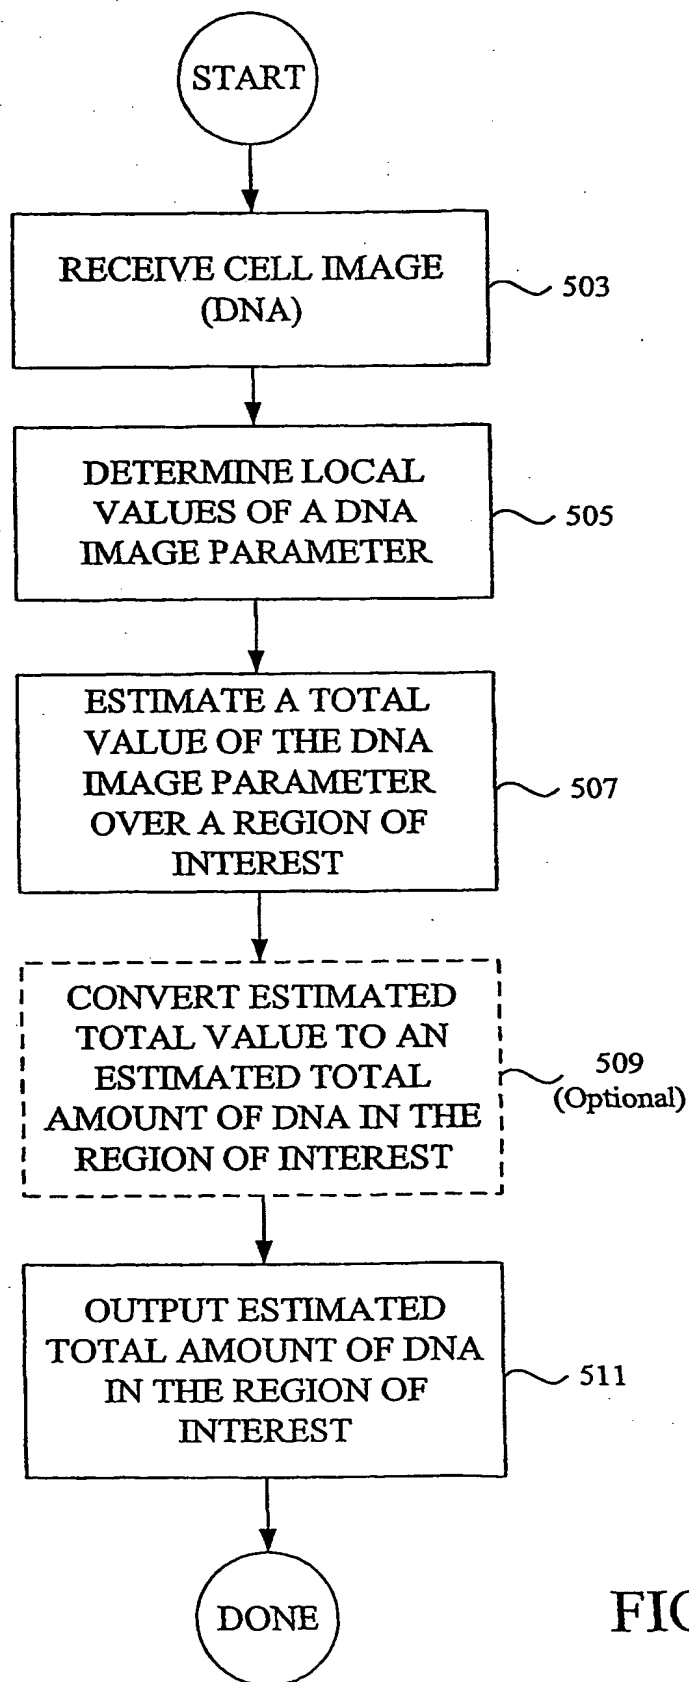 START
RECEIVE CELL IMAGE
(DNA)
503
DETERMINE LOCAL
VALUES OF A DNA
IMAGE PARAMETER
505
ESTIMATE A TOTAL
VALUE OF THE DNA
IMAGE PARAMETER
OVER A REGION OF
INTEREST
507
CONVERT ESTIMATED
TOTAL VALUE TO AN
ESTIMATED TOTAL
AMOUNT OF DNA IN THE
REGION OF INTEREST
509
(Optional)
OUTPUT ESTIMATED
TOTAL AMOUNT OF DNA
IN THE REGION OF
INTEREST
511
DONE